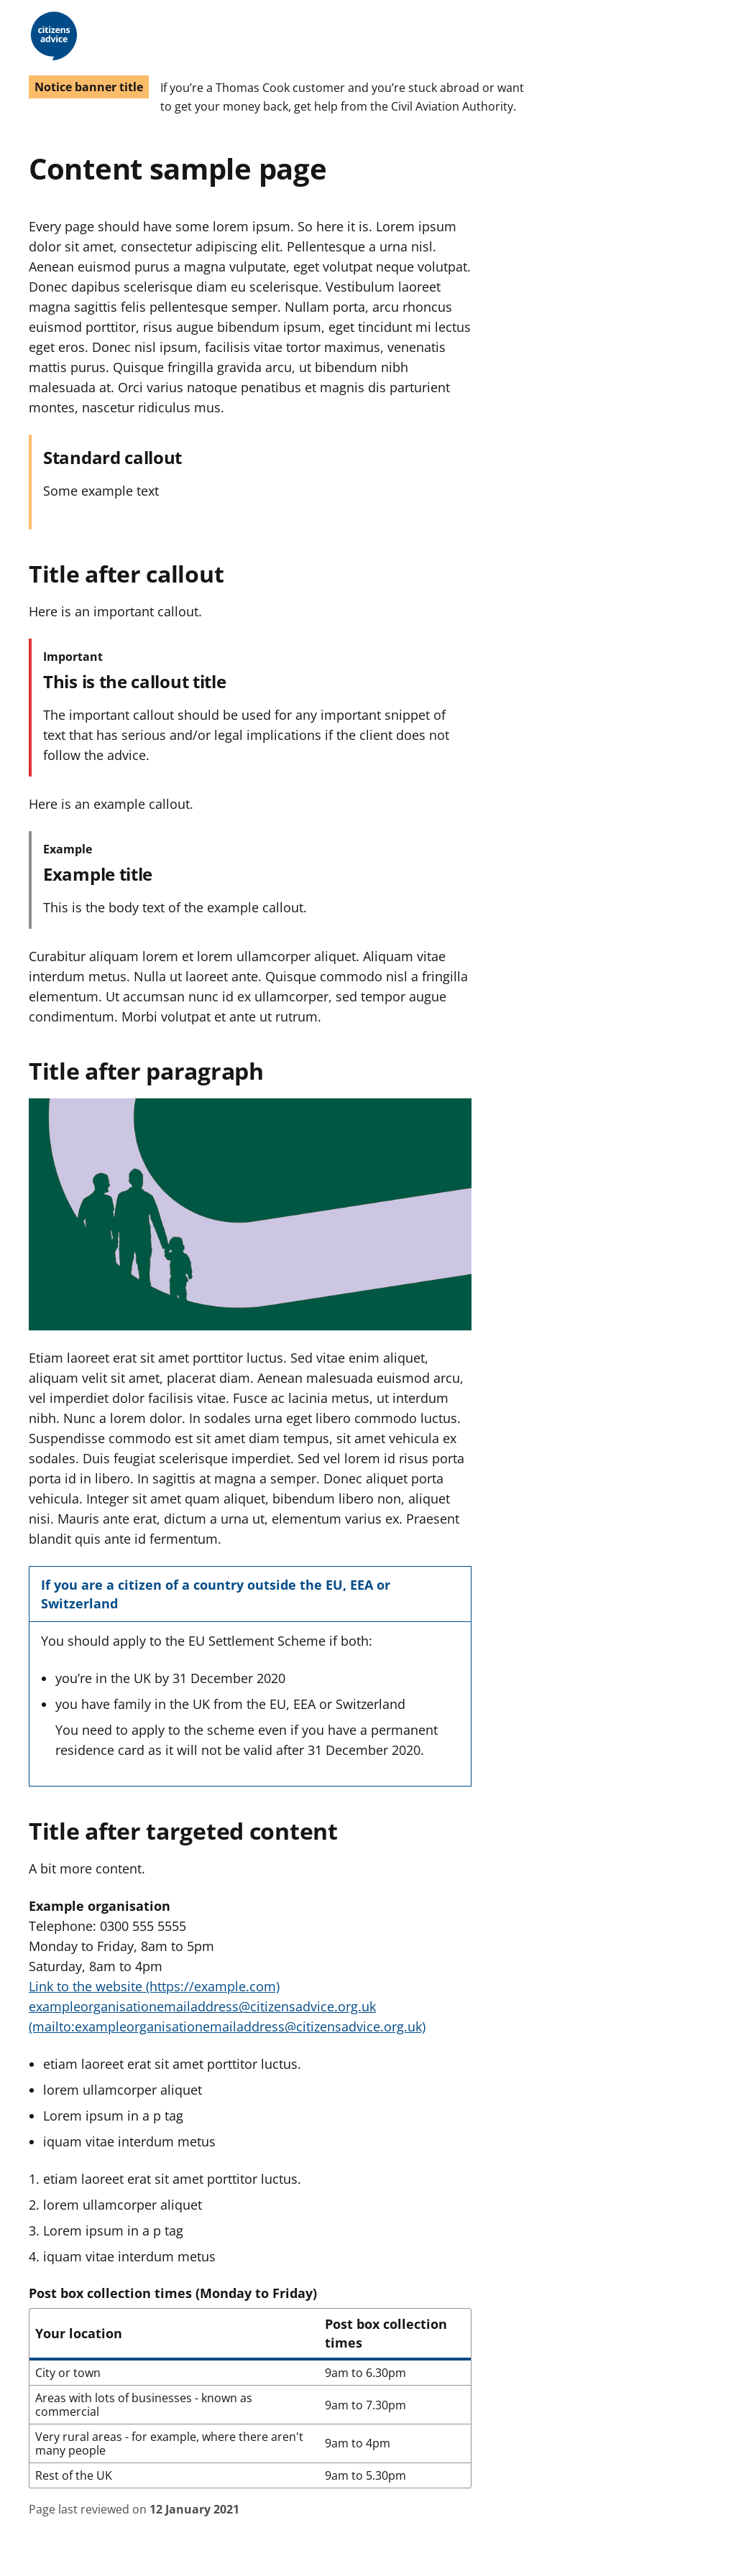 citizens
advice
Notice banner title
If you’re a Thomas Cook customer and you’re stuck abroad or want
to get your money back, get help from the Civil Aviation Authority.
Content sample page
Every page should have some lorem ipsum. So here it is. Lorem ipsum
dolor sit amet, consectetur adipiscing elit. Pellentesque a urna nisl.
Aenean euismod purus a magna vulputate, eget volutpat neque volutpat.
Donec dapibus scelerisque diam eu scelerisque. Vestibulum laoreet
magna sagittis felis pellentesque semper. Nullam porta, arcu rhoncus
euismod porttitor, risus augue bibendum ipsum, eget tincidunt mi lectus
eget eros. Donec nisl ipsum, facilisis vitae tortor maximus, venenatis
mattis purus. Quisque fringilla gravida arcu, ut bibendum nibh
malesuada at. Orci varius natoque penatibus et magnis dis parturient
montes, nascetur ridiculus mus.
Standard callout
Some example text
Title after callout
Here is an important callout.
Important
This is the callout title
The important callout should be used for any important snippet of
text that has serious and/or legal implications if the client does not
follow the advice.
Here is an example callout.
Example
Example title
This is the body text of the example callout.
Curabitur aliquam lorem et lorem ullamcorper aliquet. Aliquam vitae
interdum metus. Nulla ut laoreet ante. Quisque commodo nisl a fringilla
elementum. Ut accumsan nunc id ex ullamcorper, sed tempor augue
condimentum. Morbi volutpat et ante ut rutrum.
Title after paragraph
Etiam laoreet erat sit amet porttitor luctus. Sed vitae enim aliquet,
aliquam velit sit amet, placerat diam. Aenean malesuada euismod arcu,
vel imperdiet dolor facilisis vitae. Fusce ac lacinia metus, ut interdum
nibh. Nunc a lorem dolor. In sodales urna eget libero commodo luctus.
Suspendisse commodo est sit amet diam tempus, sit amet vehicula ex
sodales. Duis feugiat scelerisque imperdiet. Sed vel lorem id risus porta
porta id in libero. In sagittis at magna a semper. Donec aliquet porta
vehicula. Integer sit amet quam aliquet, bibendum libero non, aliquet
nisi. Mauris ante erat, dictum a urna ut, elementum varius ex. Praesent
blandit quis ante id fermentum.
If you are a citizen of a country outside the EU, EEA or
Switzerland
You should apply to the EU Settlement Scheme if both:
• you’re in the UK by 31 December 2020
• you have family in the UK from the EU, EEA or Switzerland
You need to apply to the scheme even if you have a permanent
residence card as it will not be valid after 31 December 2020.
Title after targeted content
A bit more content.
Example organisation
Telephone: 0300 555 5555
Monday to Friday, 8am to 5pm
Saturday, 8am to 4pm
Link to the website (https://example.com)
exampleorganisationemailaddress@citizensadvice.org.uk
(mailto:exampleorganisationemailaddress@citizensadvice.org.uk)
• etiam laoreet erat sit amet porttitor luctus.
• lorem ullamcorper aliquet
• Lorem ipsum in a p tag
• iquam vitae interdum metus
1. etiam laoreet erat sit amet porttitor luctus.
2. lorem ullamcorper aliquet
3. Lorem ipsum in a p tag
4. iquam vitae interdum metus
Post box collection times (Monday to Friday)
Your location
Post box collection
times
City or town
9am to 6.30pm
Areas with lots of businesses - known as
commercial
9am to 7.30pm
Very rural areas - for example, where there aren't
many people
9am to 4pm
Rest of the UK
9am to 5.30pm
Page last reviewed on 12 January 2021